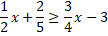 1/2 x + 2/5 ≥ 3/4 x − 3